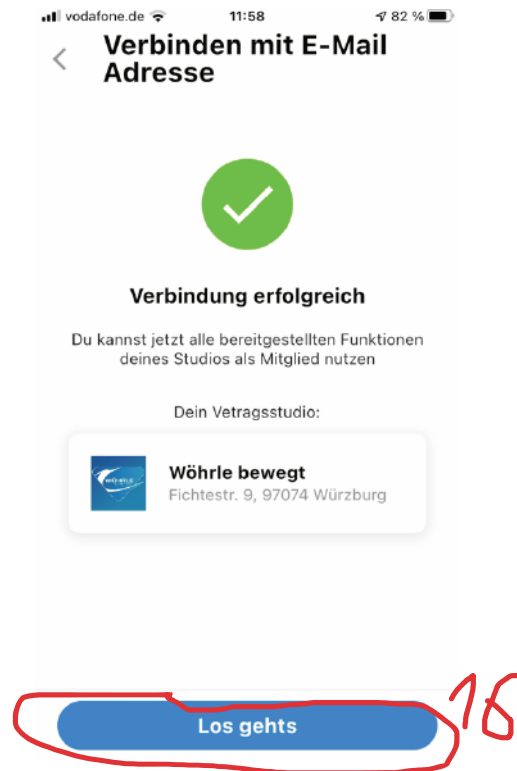 vodafone.de 11:58 82 %
Verbinden mit E-Mail
Adresse
Verbindung erfolgreich
Du kannst jetzt alle bereitgestellten Funktionen
deines Studios als Mitglied nutzen
Dein Vetragsstudio:
WÖHRLE
Wöhrle bewegt
Fichtestr. 9, 97074 Würzburg
Los gehts
16